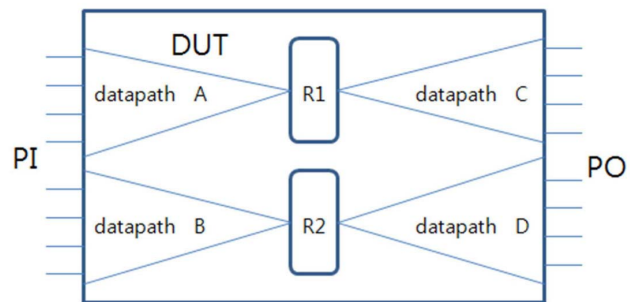 DUT
datapath A
R1
datapath C
PI
PO
datapath B
R2
datapath D